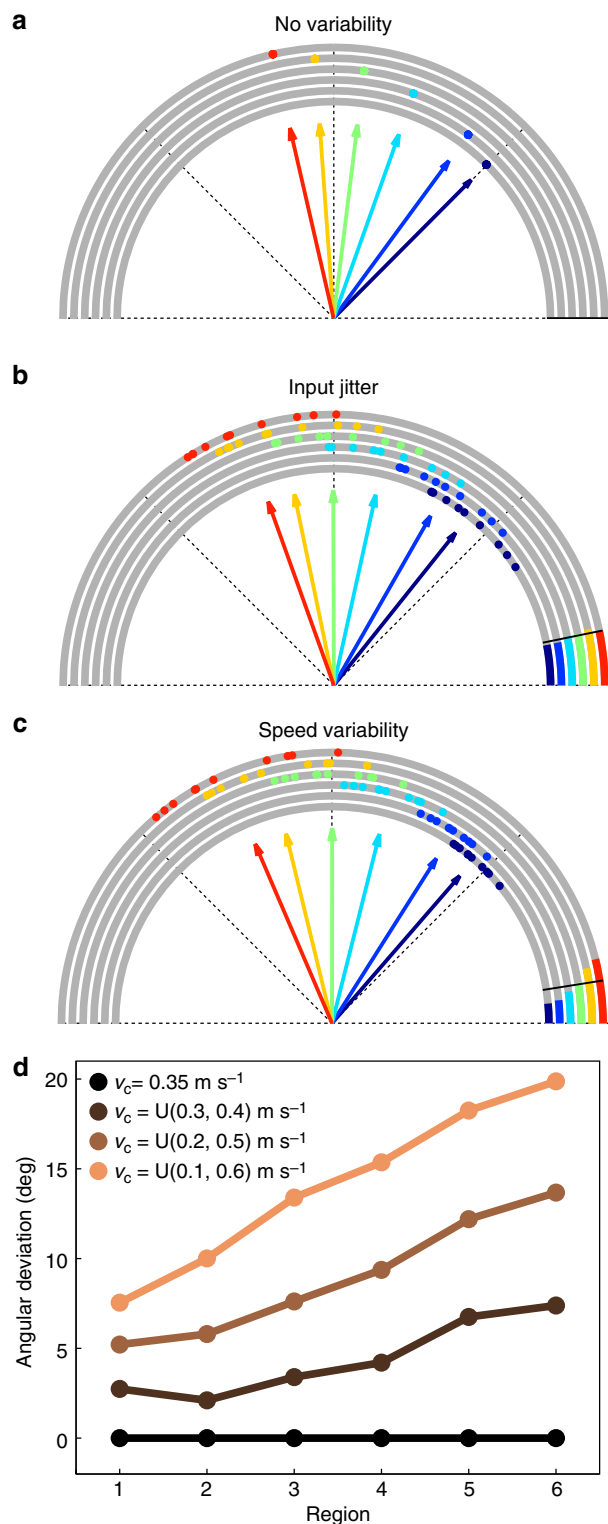 a
No variability
b
Input jitter
c
Speed variability
d
20
15
10
5
0
Angular deviation (deg)
v_c= 0.35 m s⁻¹
v_c = U(0.3, 0.4) m s⁻¹
v_c = U(0.2, 0.5) m s⁻¹
v_c = U(0.1, 0.6) m s⁻¹
1 2 3 4 5 6
Region